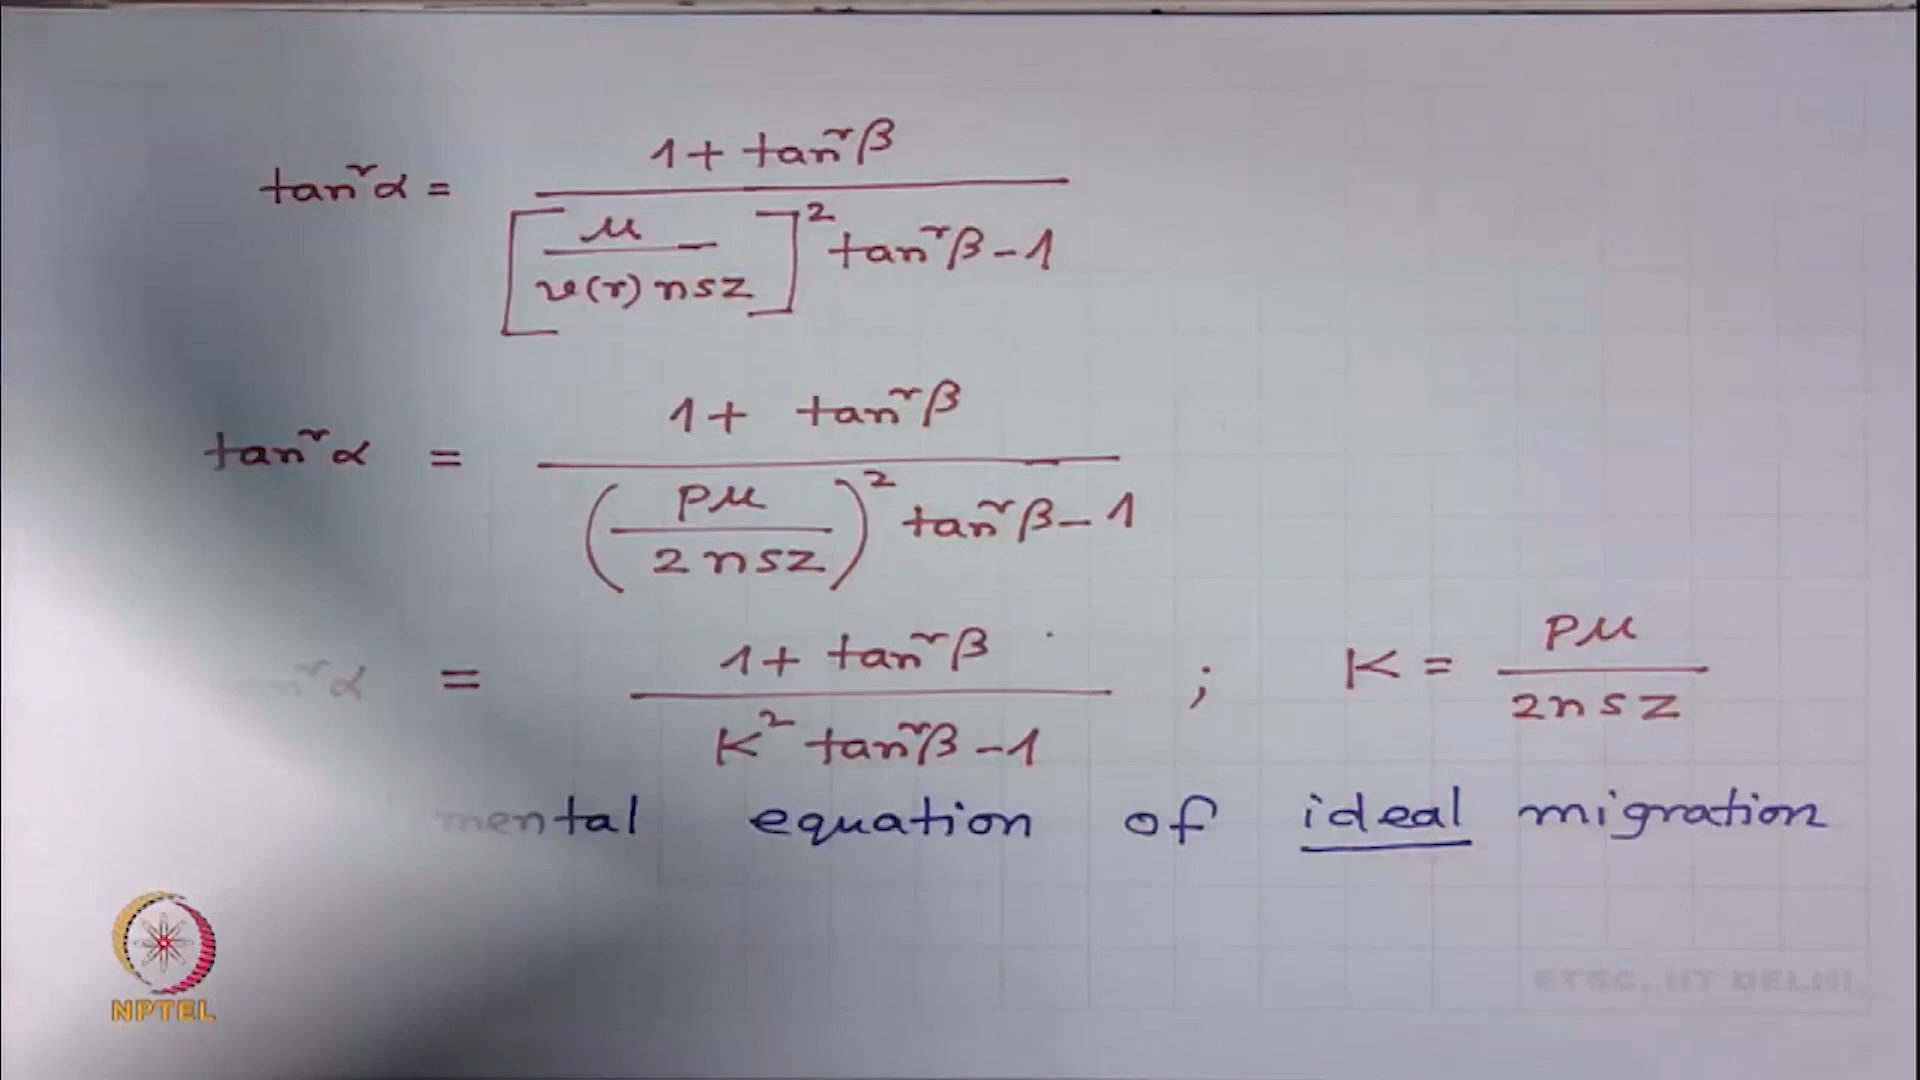 tan²α = 1 + tan²β / [μ / v(r) nsz]² tan²β - 1
tan²α = 1 + tan²β / (Pμ / 2nsz)² tan²β - 1
tan²α = 1 + tan²β / K² tan²β - 1 ; K = Pμ / 2nsz
mental equation of ideal migration
NPTEL
ETSC, IIT DELHI